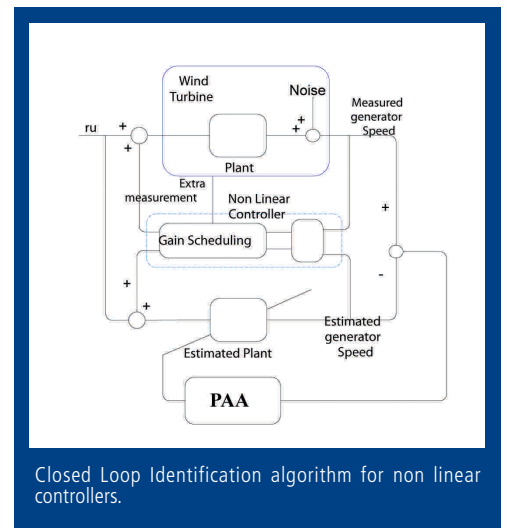 Wind
Turbine
Noise
Measured
generator
Speed
ru
+
+
+
+
Plant
Extra
measurement
Non Linear
Controller
Gain Scheduling
+
-
+
+
Estimated Plant
Estimated
generator
Speed
PAA
Closed Loop Identification algorithm for non linear
controllers.